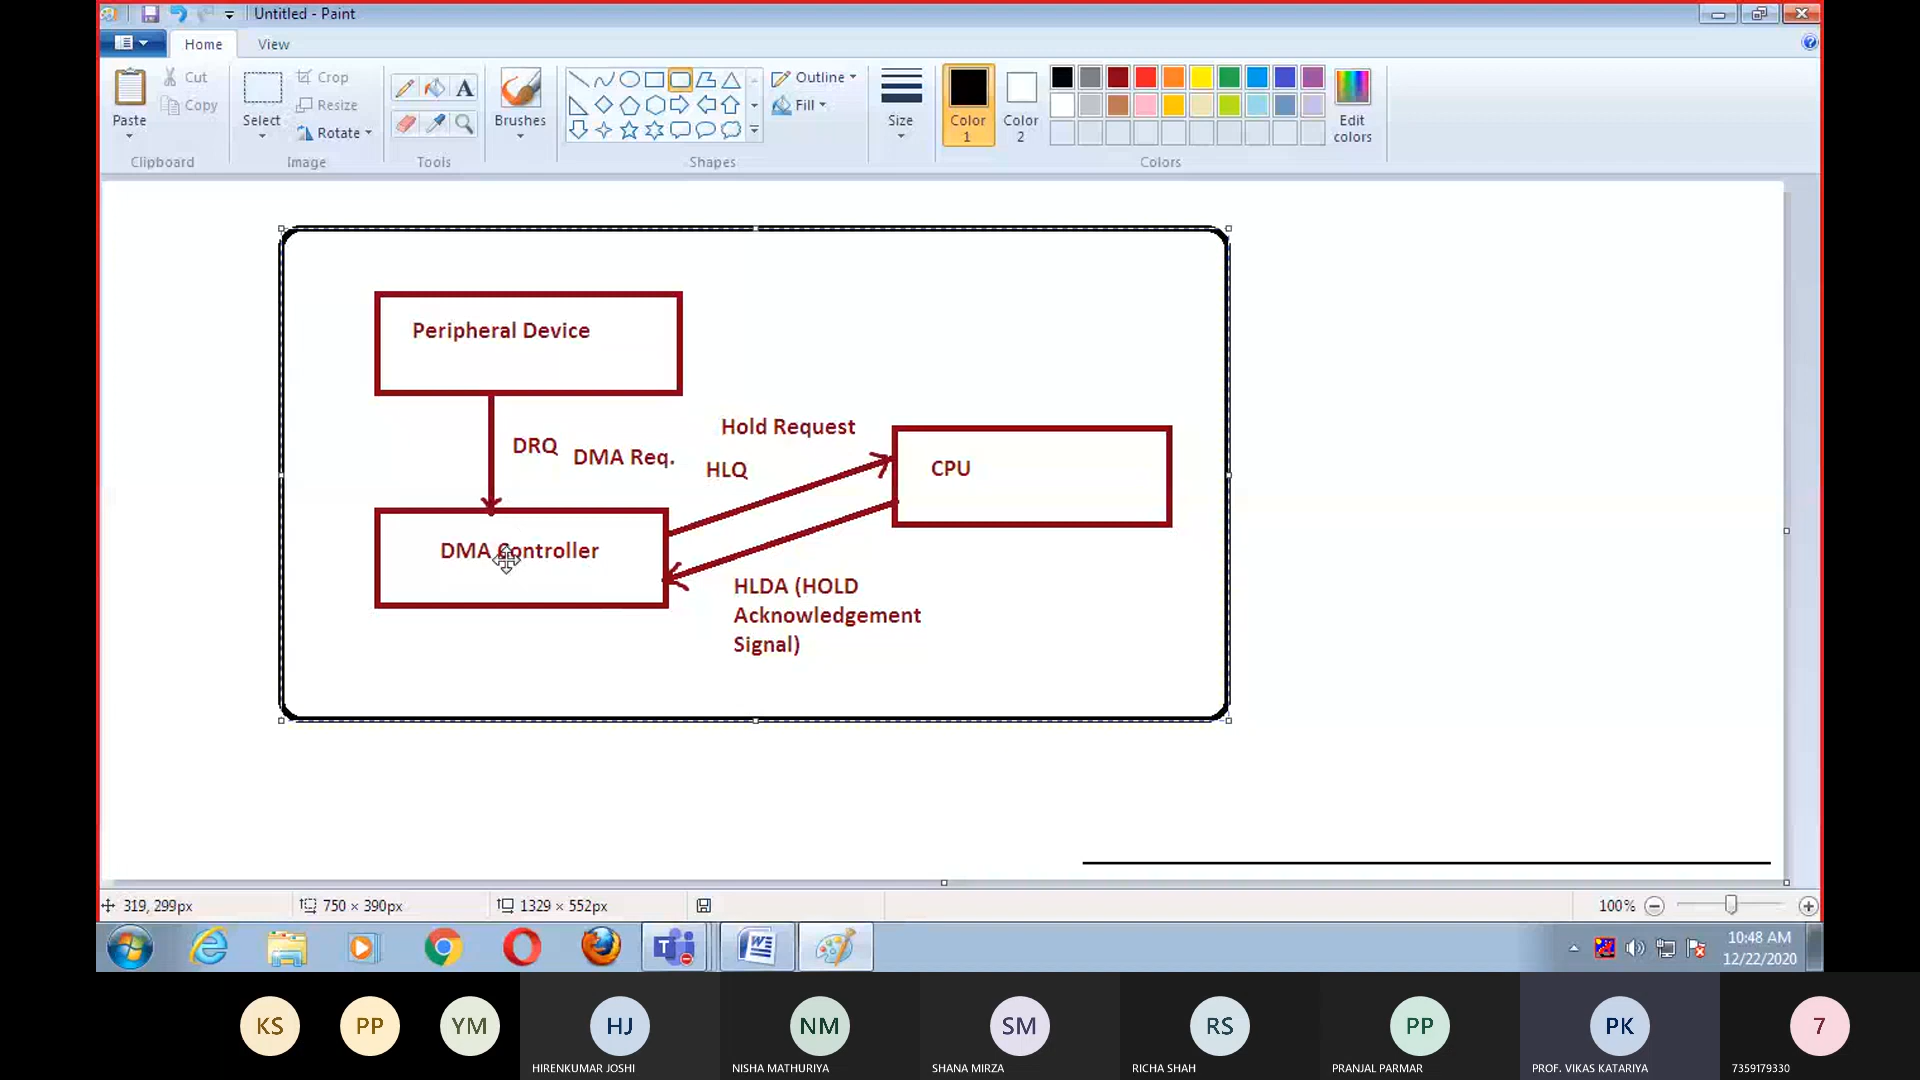 Untitled - Paint
Home
View
Paste
Cut
Copy
Clipboard
Select
Crop
Resize
Rotate
Image
Tools
Brushes
Shapes
Outline
Fill
Size
Color
1
Color
2
Edit
colors
Colors
Peripheral Device
DRQ
DMA Req.
Hold Request
HLQ
CPU
DMA Controller
HLDA (HOLD
Acknowledgement
Signal)
319, 299px
750 × 390px
1329 × 552px
100%
10:48 AM
12/22/2020
KS
PP
YM
HJ
NM
SM
RS
PP
PK
7
HIRENKUMAR JOSHI
NISHA MATHURIYA
SHANA MIRZA
RICHA SHAH
PRANJAL PARMAR
PROF. VIKAS KATARIYA
7359179330